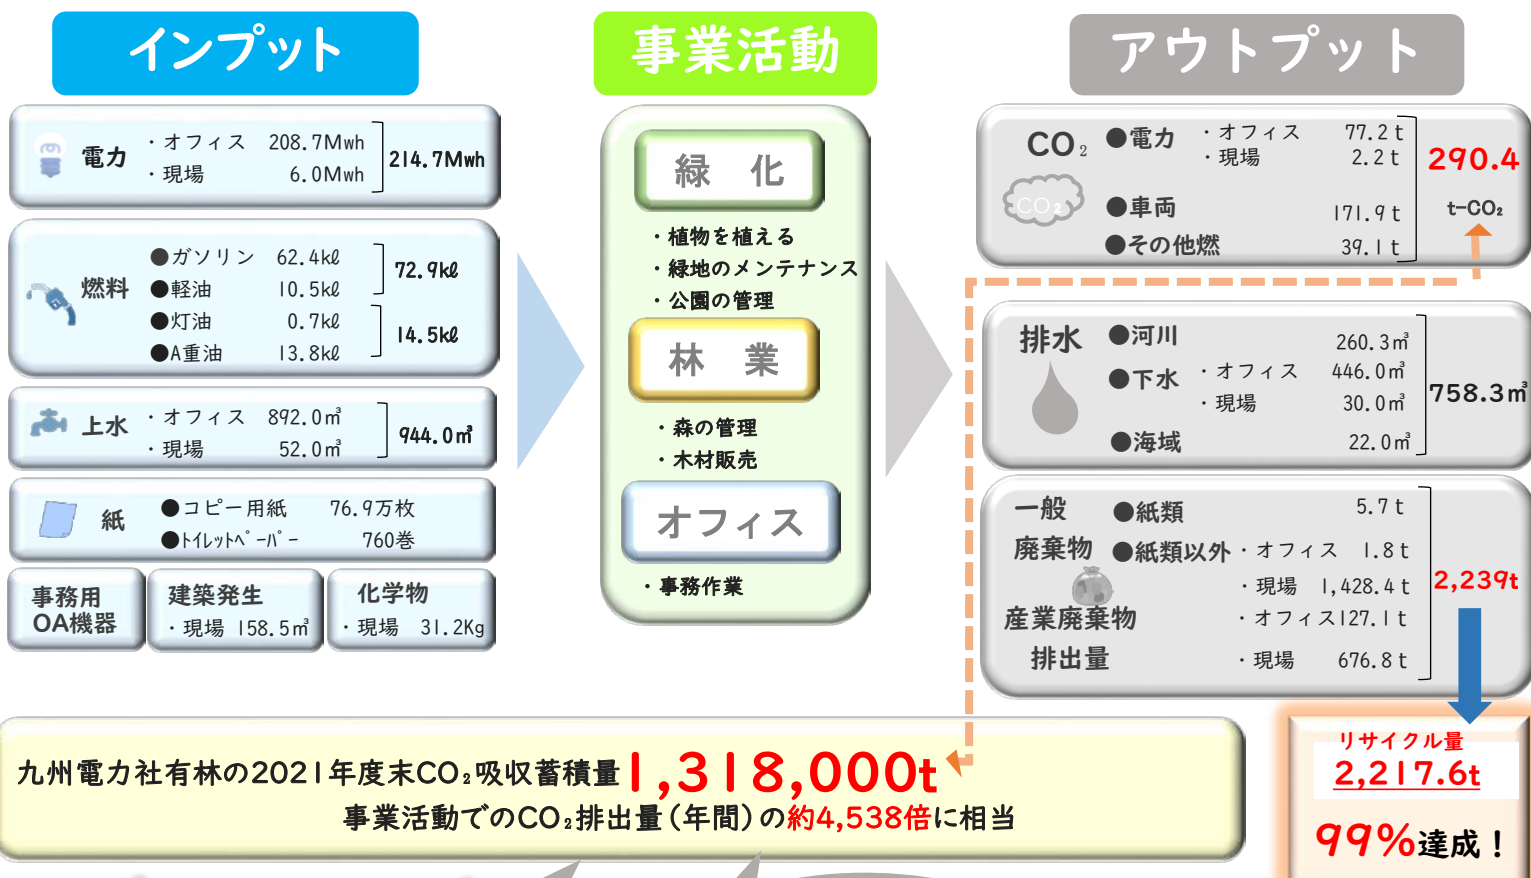 インプット
電力
・オフィス 208.7Mwh
・現場 6.0Mwh
214.7Mwh
燃料
●ガソリン 62.4kℓ
●軽油 10.5kℓ
72.9kℓ
●灯油 0.7kℓ
●A重油 13.8kℓ
14.5kℓ
上水
・オフィス 892.0㎥
・現場 52.0㎥
944.0㎥
紙
●コピー用紙 76.9万枚
●ﾄｲﾚｯﾄﾍﾟｰﾊﾟｰ 760巻
事務用
OA機器
建築発生
・現場 158.5㎥
化学物
・現場 31.2Kg
事業活動
緑 化
・植物を植える
・緑地のメンテナンス
・公園の管理
林 業
・森の管理
・木材販売
オフィス
・事務作業
アウトプット
CO₂
CO₂
●電力 ・オフィス 77.2t
・現場 2.2t
●車両 171.9t
●その他燃 39.1t
290.4
t-CO₂
排水
●河川 260.3㎥
●下水 ・オフィス 446.0㎥
・現場 30.0㎥
●海域 22.0㎥
758.3㎥
一般
廃棄物
●紙類 5.7t
●紙類以外・オフィス 1.8t
・現場 1,428.4t
産業廃棄物
排出量
・オフィス127.1t
・現場 676.8t
2,239t
九州電力社有林の2021年度末CO₂吸収蓄積量1,318,000t
事業活動でのCO₂排出量(年間)の約4,538倍に相当
リサイクル量
2,217.6t
99%達成！